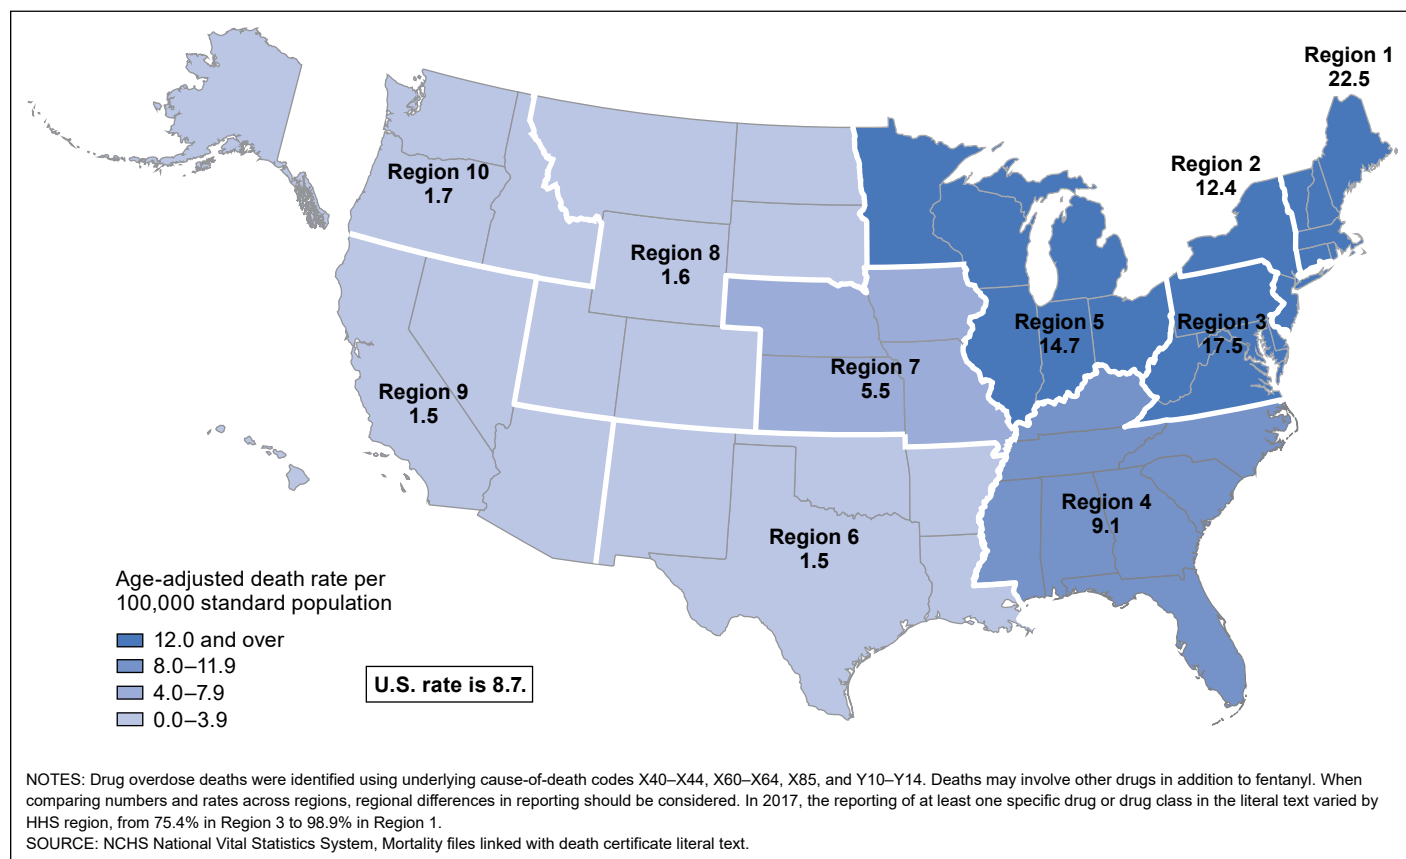 Region 1
22.5
Region 2
12.4
Region 10
1.7
Region 8
1.6
Region 5
14.7
Region 3
17.5
Region 7
5.5
Region 9
1.5
Region 4
9.1
Region 6
1.5
Age-adjusted death rate per
100,000 standard population
12.0 and over
8.0–11.9
4.0–7.9
0.0–3.9
U.S. rate is 8.7.
NOTES: Drug overdose deaths were identified using underlying cause-of-death codes X40–X44, X60–X64, X85, and Y10–Y14. Deaths may involve other drugs in addition to fentanyl. When
comparing numbers and rates across regions, regional differences in reporting should be considered. In 2017, the reporting of at least one specific drug or drug class in the literal text varied by
HHS region, from 75.4% in Region 3 to 98.9% in Region 1.
SOURCE: NCHS National Vital Statistics System, Mortality files linked with death certificate literal text.